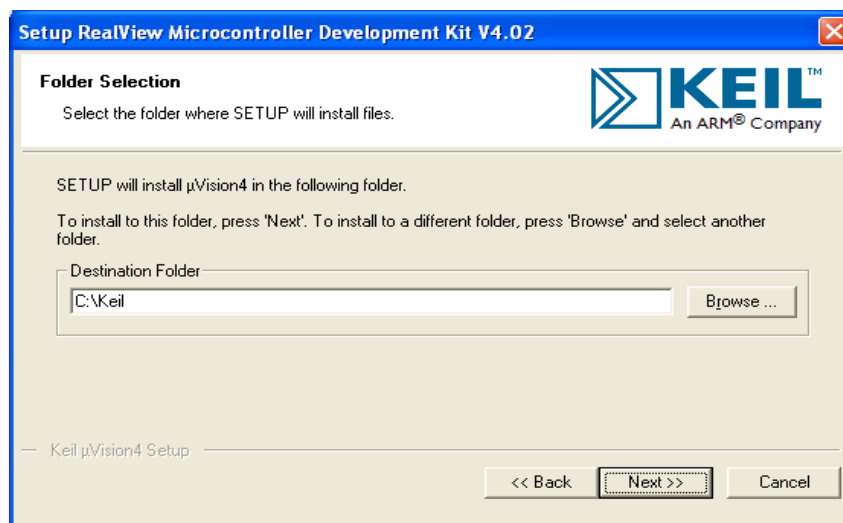 Setup RealView Microcontroller Development Kit V4.02
Folder Selection
Select the folder where SETUP will install files.
KEIL™
An ARM® Company
SETUP will install µVision4 in the following folder.
To install to this folder, press 'Next'. To install to a different folder, press 'Browse' and select another
folder.
Destination Folder
C:\Keil
Browse ...
Keil µVision4 Setup
<< Back
Next >>
Cancel